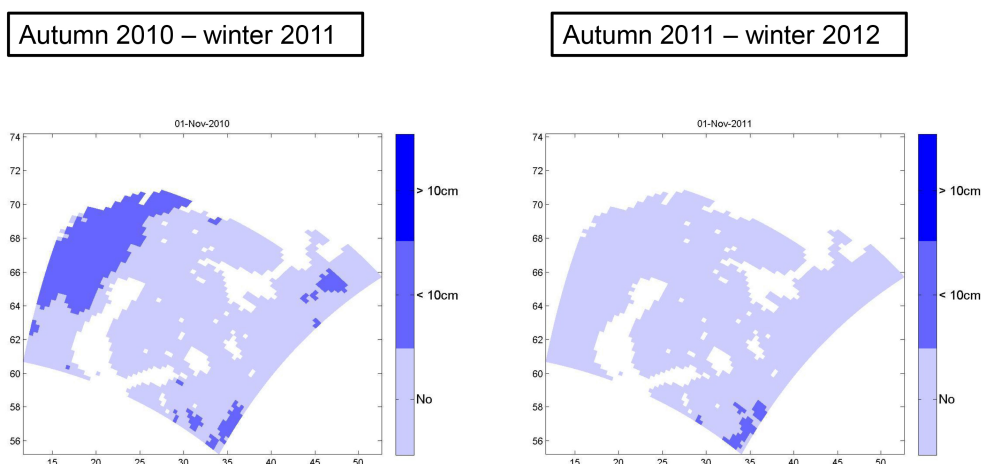 Autumn 2010 – winter 2011
Autumn 2011 – winter 2012
01-Nov-2010
74
72
70
68
66
64
62
60
58
56
15 20 25 30 35 40 45 50
> 10cm
< 10cm
No
01-Nov-2011
74
72
70
68
66
64
62
60
58
56
15 20 25 30 35 40 45 50
> 10cm
< 10cm
No